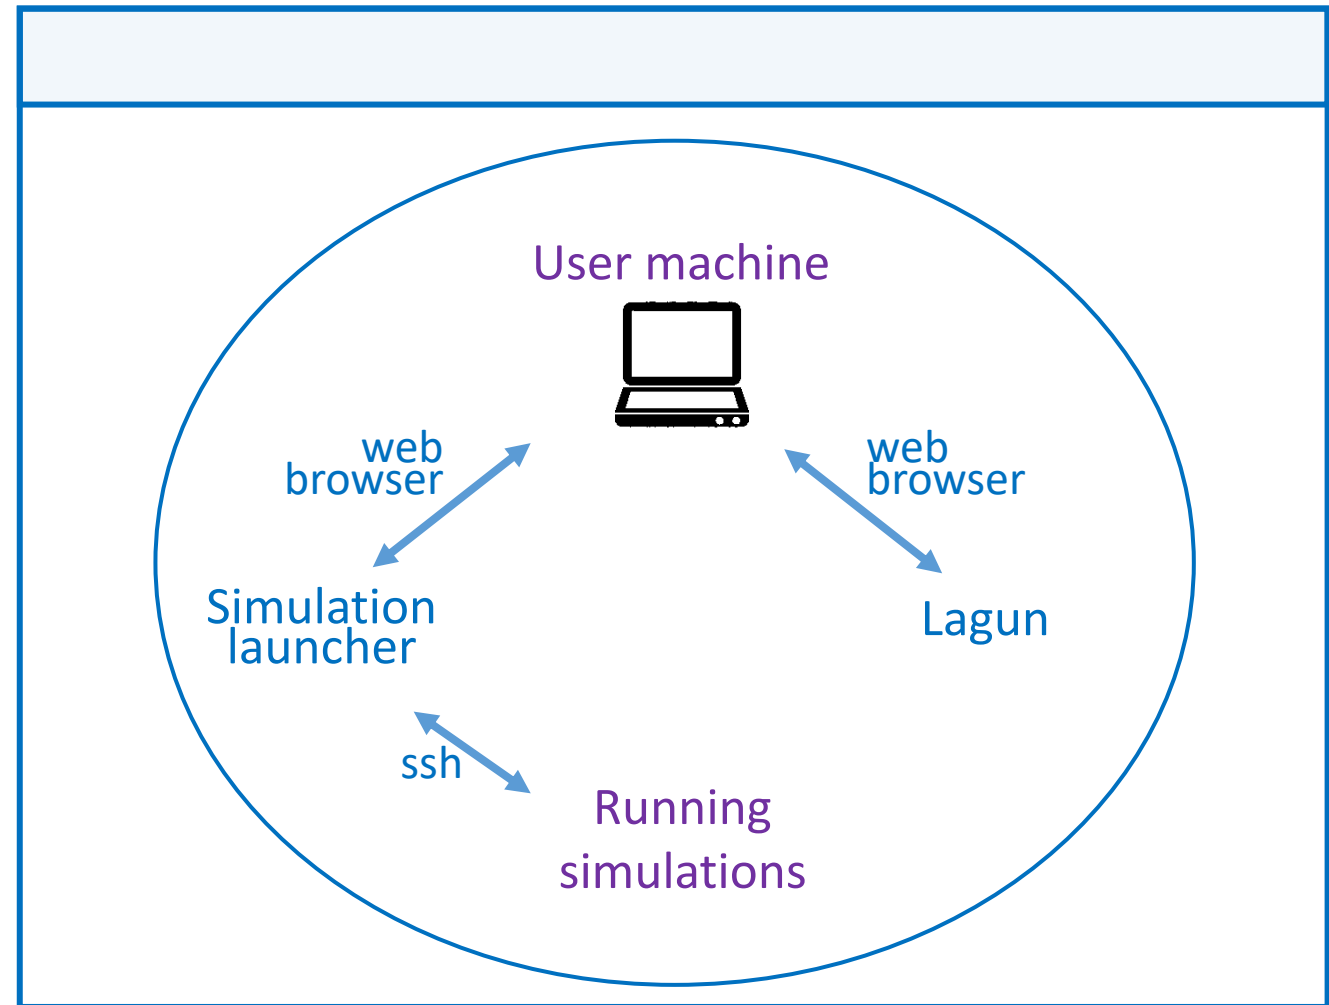 User machine
web
browser
web
browser
Simulation
launcher
Lagun
ssh
Running
simulations